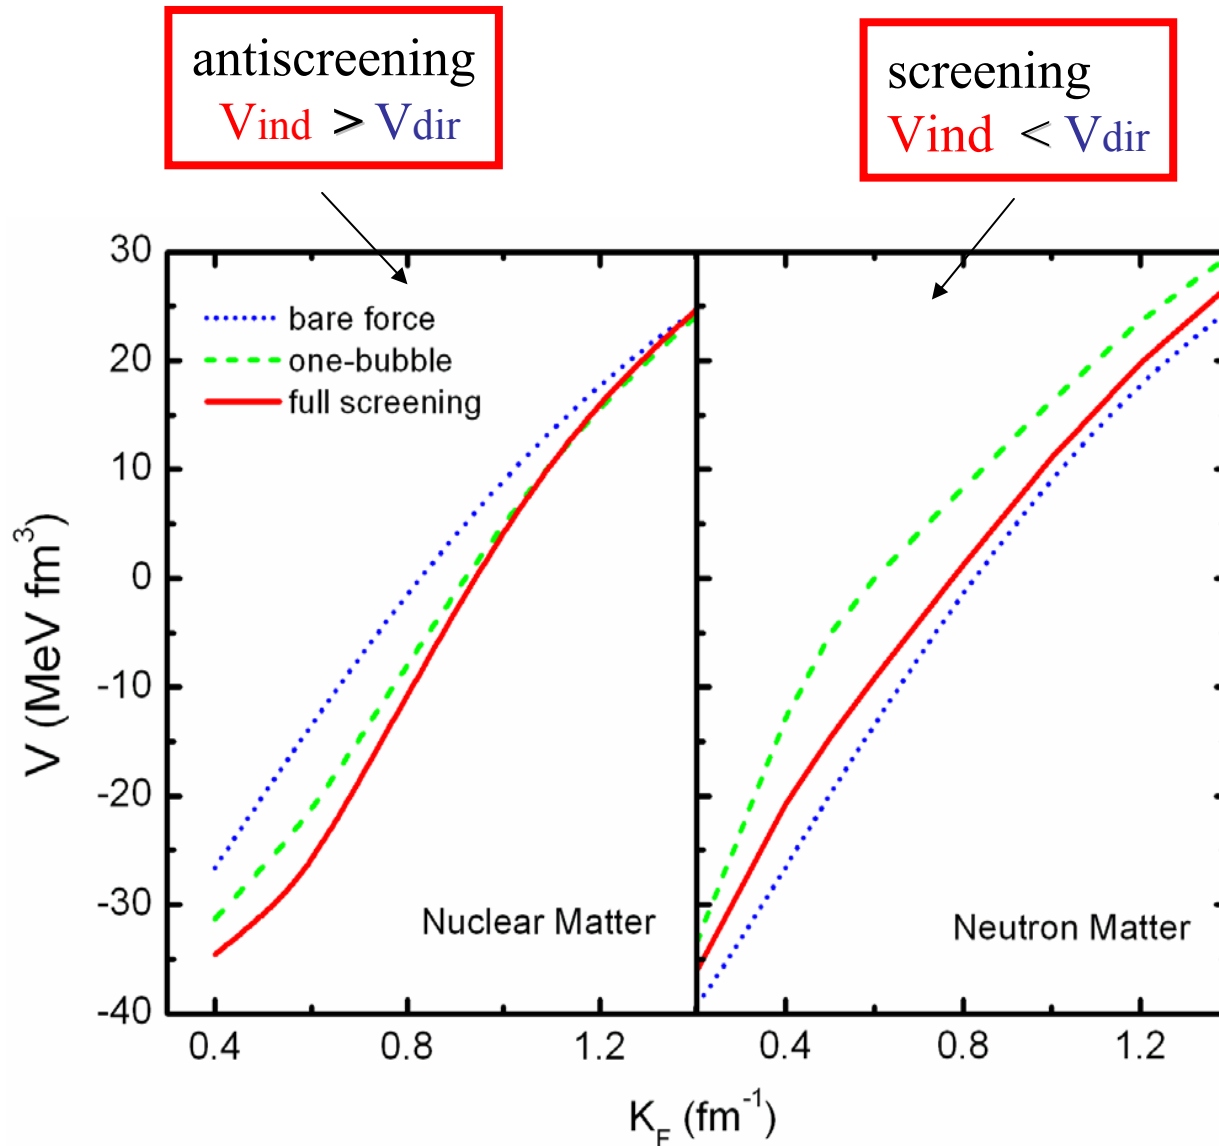 antiscreening
Vind > Vdir
screening
Vind < Vdir
30
20
10
0
-10
-20
-30
-40
V (MeV fm³)
bare force
one-bubble
full screening
Nuclear Matter
Neutron Matter
0.4 0.8 1.2 0.4 0.8 1.2
K_F (fm⁻¹)